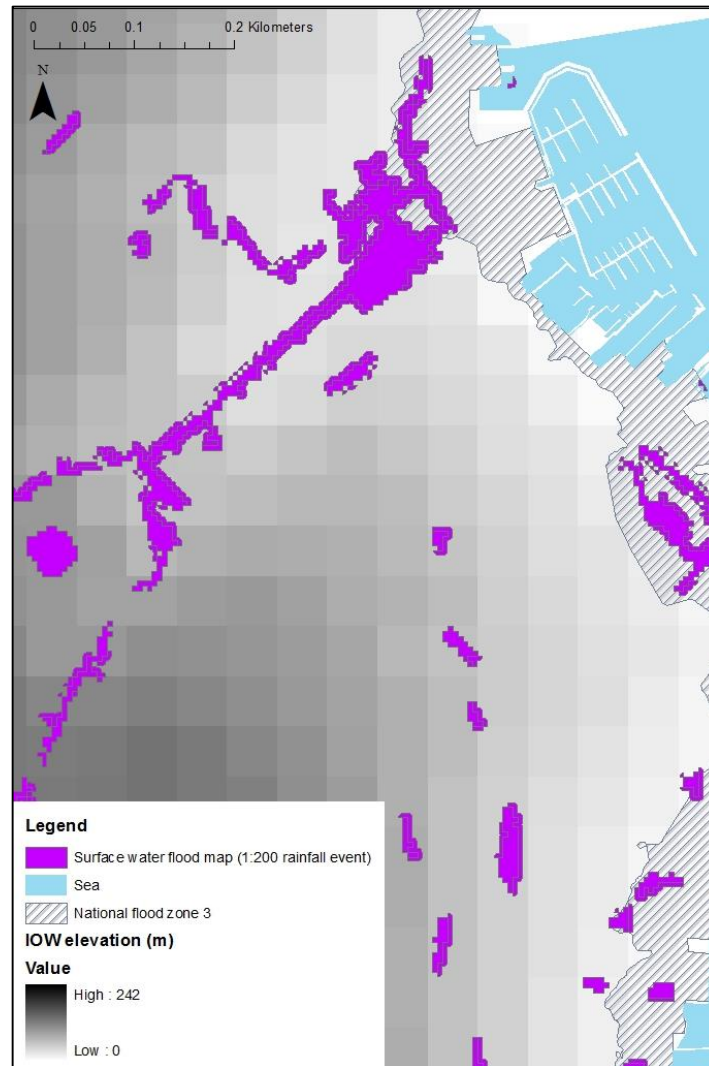 0 0.05 0.1 0.2 Kilometers
N
Legend
Surface water flood map (1:200 rainfall event)
Sea
National flood zone 3
IOW elevation (m)
Value
High : 242
Low : 0